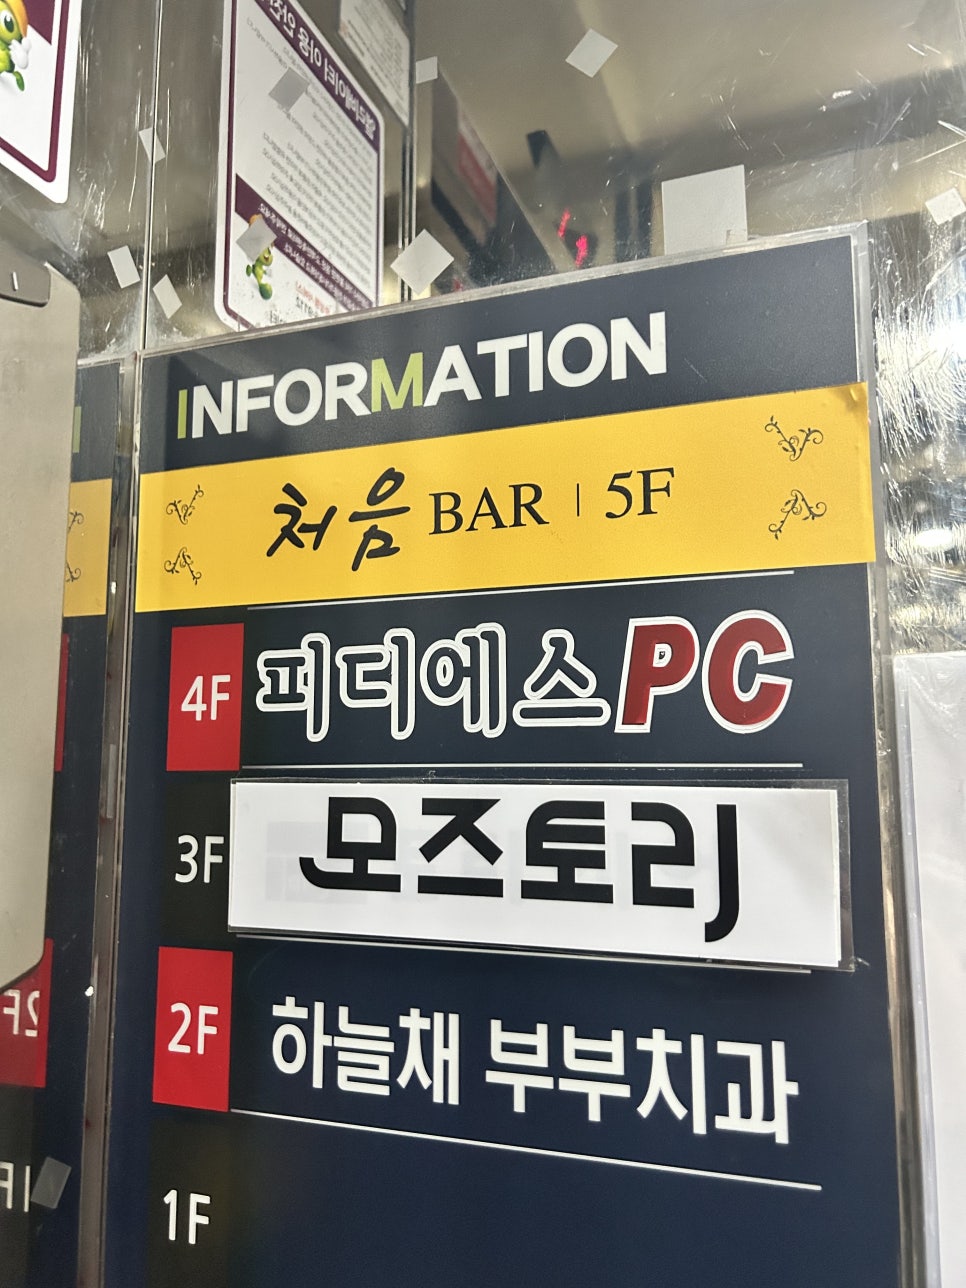 INFORMATION
처음 BAR | 5F
4F 피디에스PC
3F 모즈토리
2F 하늘채 부부치과
1F